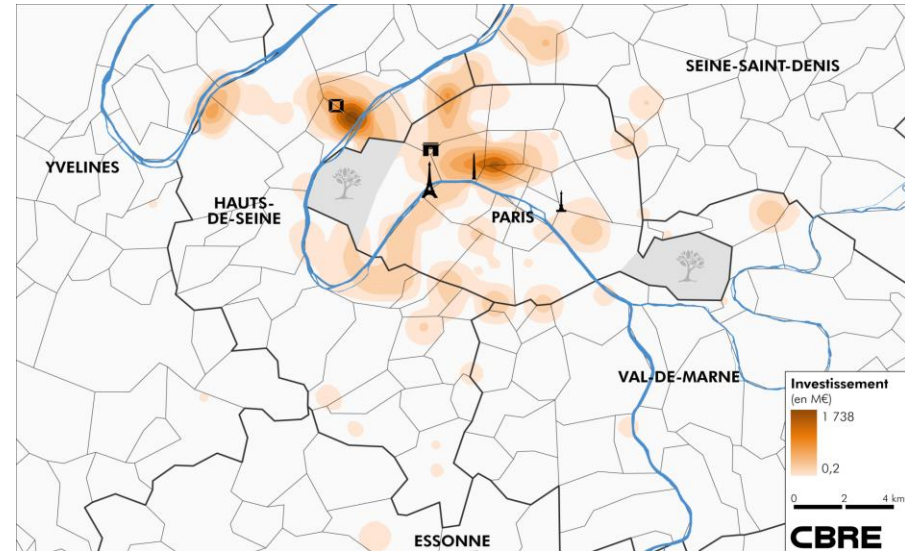 SEINE-SAINT-DENIS
YVELINES
HAUTS-
DE-SEINE
PARIS
VAL-DE-MARNE
ESSONNE
Investissement
(en M€)
1 738
0,2
0 2 4 km
CBRE